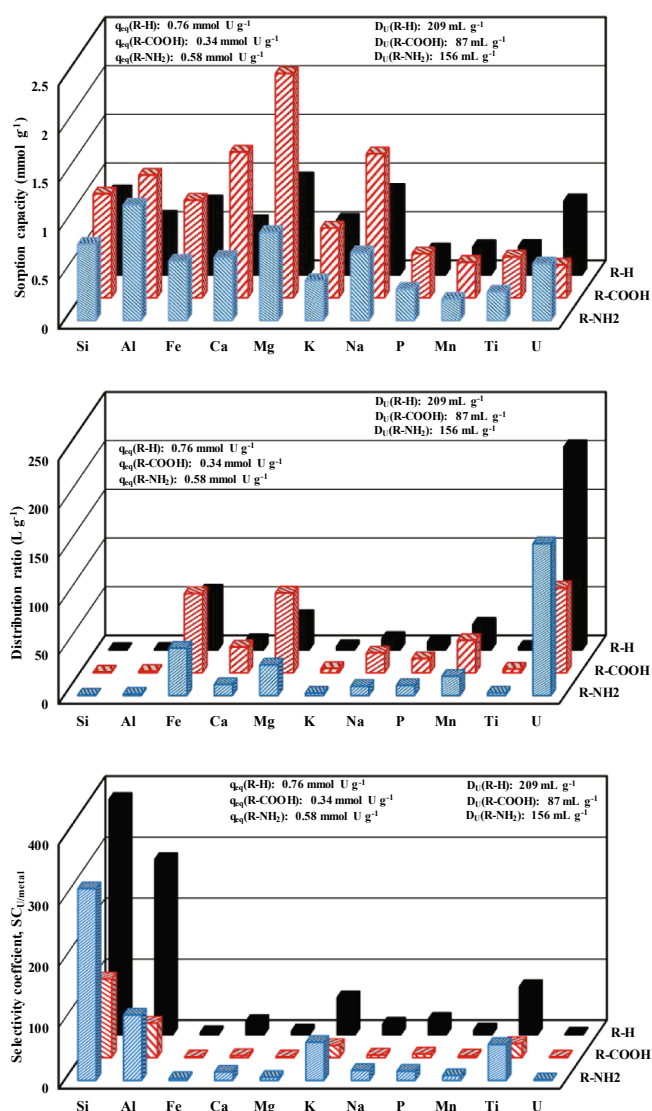 q_eq(R-H): 0.76 mmol U g⁻¹
q_eq(R-COOH): 0.34 mmol U g⁻¹
q_eq(R-NH2): 0.58 mmol U g⁻¹
D_U(R-H): 209 mL g⁻¹
D_U(R-COOH): 87 mL g⁻¹
D_U(R-NH2): 156 mL g⁻¹
Sorption capacity (mmol g⁻¹)
2.5
2
1.5
1
0.5
0
R-H
R-COOH
R-NH2
Si Al Fe Ca Mg K Na P Mn Ti U
D_U(R-H): 209 mL g⁻¹
D_U(R-COOH): 87 mL g⁻¹
D_U(R-NH2): 156 mL g⁻¹
q_eq(R-H): 0.76 mmol U g⁻¹
q_eq(R-COOH): 0.34 mmol U g⁻¹
q_eq(R-NH2): 0.58 mmol U g⁻¹
Distribution ratio (L g⁻¹)
250
200
150
100
50
0
R-H
R-COOH
R-NH2
Si Al Fe Ca Mg K Na P Mn Ti U
q_eq(R-H): 0.76 mmol U g⁻¹
q_eq(R-COOH): 0.34 mmol U g⁻¹
q_eq(R-NH2): 0.58 mmol U g⁻¹
D_U(R-H): 209 mL g⁻¹
D_U(R-COOH): 87 mL g⁻¹
D_U(R-NH2): 156 mL g⁻¹
Selectivity coefficient, SC_U/metal
400
300
200
100
0
R-H
R-COOH
R-NH2
Si Al Fe Ca Mg K Na P Mn Ti U